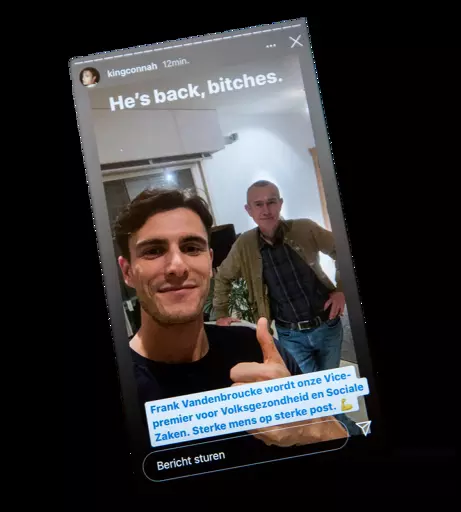 kingconnah 12min.
He's back, bitches.
Frank Vandenbroucke wordt onze Vice-
premier voor Volksgezondheid en Sociale
Zaken. Sterke mens op sterke post. 💪
Bericht sturen